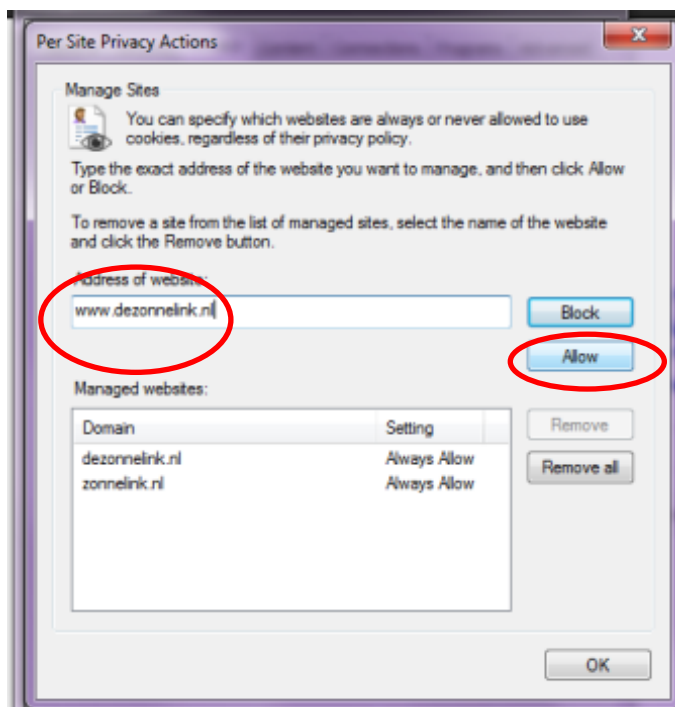 Per Site Privacy Actions
Manage Sites
You can specify which websites are always or never allowed to use
cookies, regardless of their privacy policy.
Type the exact address of the website you want to manage, and then click Allow
or Block.
To remove a site from the list of managed sites, select the name of the website
and click the Remove button.
Address of website:
www.dezonnelink.nl
Block
Allow
Managed websites:
Domain Setting
Remove
dezonnelink.nl Always Allow
Remove all
zonnelink.nl Always Allow
OK